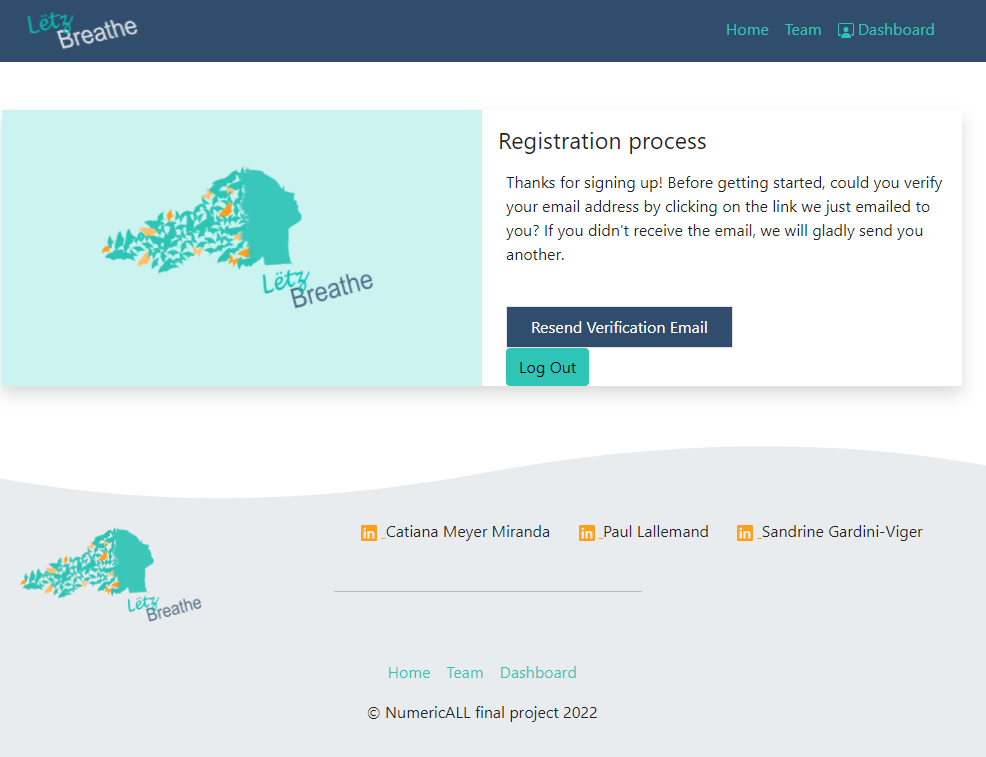 Lëtz
Breathe
Home Team Dashboard
Lëtz
Breathe
Registration process
Thanks for signing up! Before getting started, could you verify
your email address by clicking on the link we just emailed to
you? If you didn't receive the email, we will gladly send you
another.
Resend Verification Email
Log Out
Lëtz
Breathe
in Catiana Meyer Miranda in Paul Lallemand in Sandrine Gardini-Viger
Home Team Dashboard
© NumericALL final project 2022